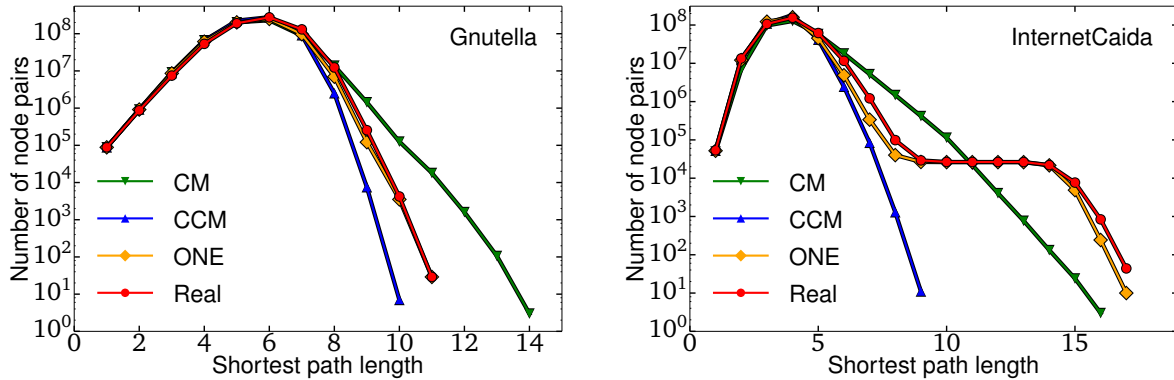 Gnutella
Number of node pairs
10^8
10^7
10^6
10^5
10^4
10^3
10^2
10^1
10^0
CM
CCM
ONE
Real
0 2 4 6 8 10 12 14
Shortest path length
InternetCaida
Number of node pairs
10^8
10^7
10^6
10^5
10^4
10^3
10^2
10^1
10^0
CM
CCM
ONE
Real
0 5 10 15
Shortest path length